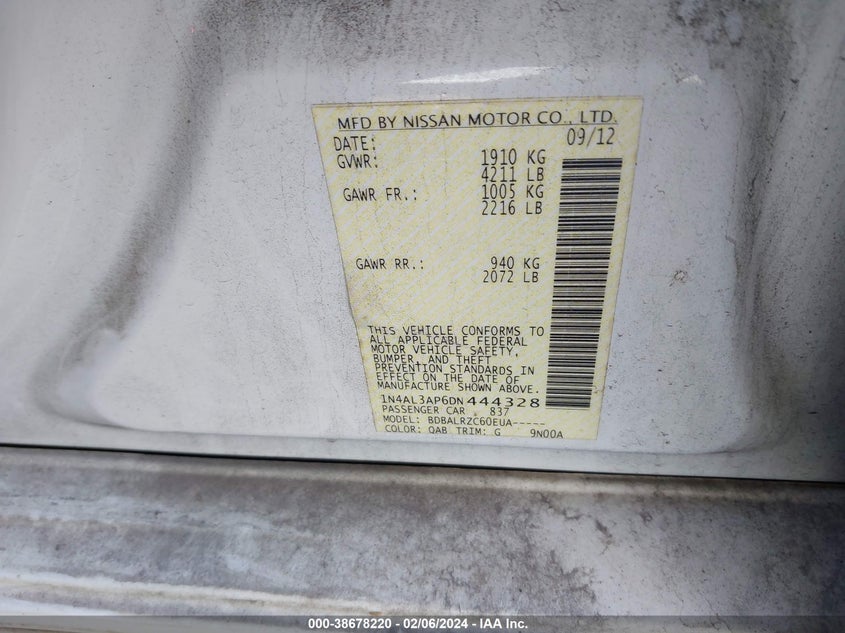 MFD BY NISSAN MOTOR CO., LTD.
DATE: 09/12
GVWR: 1910 KG
4211 LB
GAWR FR.: 1005 KG
2216 LB
GAWR RR.: 940 KG
2072 LB
THIS VEHICLE CONFORMS TO
ALL APPLICABLE FEDERAL
MOTOR VEHICLE SAFETY,
BUMPER, AND THEFT
PREVENTION STANDARDS IN
EFFECT ON THE DATE OF
MANUFACTURE SHOWN ABOVE.
1N4AL3AP6DN444328
PASSENGER CAR 837
MODEL: BDBALRZC60EUA-----
COLOR: QAB TRIM: G 9N00A
000-38678220 - 02/06/2024 - IAA Inc.